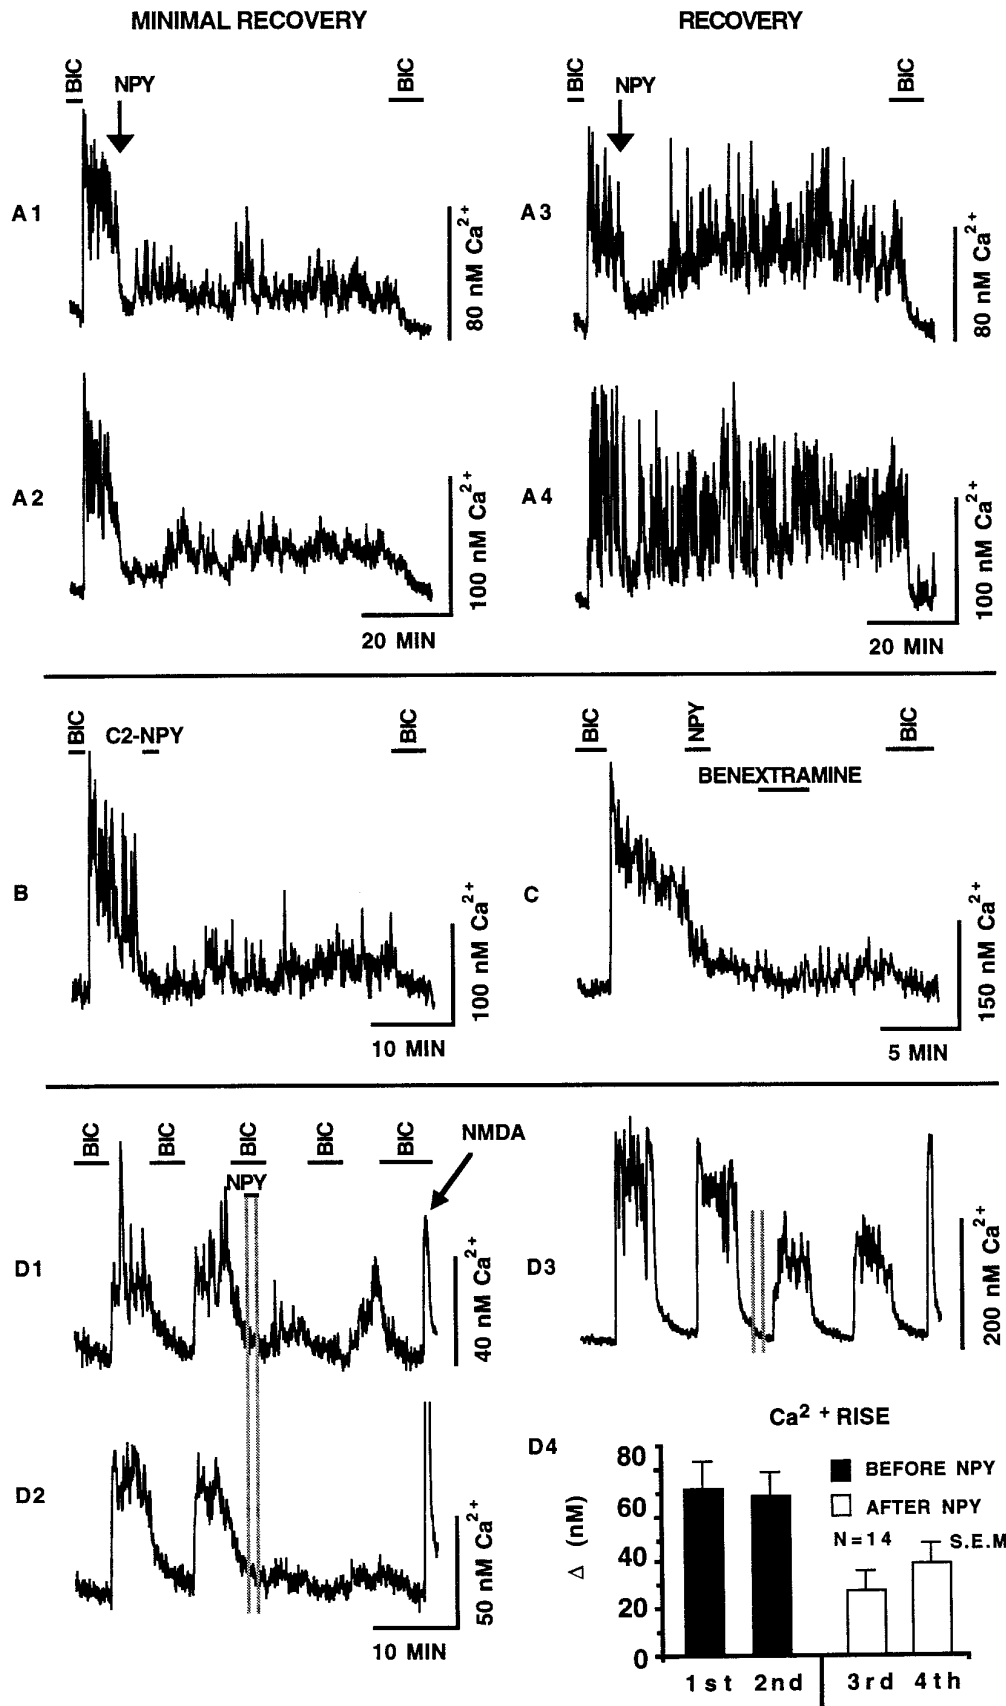 MINIMAL RECOVERY
RECOVERY
BIC
NPY
BIC
BIC
NPY
BIC
A1
80 nM Ca2+
A3
80 nM Ca2+
A2
100 nM Ca2+
20 MIN
A4
100 nM Ca2+
20 MIN
BIC
C2-NPY
BIC
BIC
NPY
BIC
BENEXTRAMINE
B
100 nM Ca2+
10 MIN
C
150 nM Ca2+
5 MIN
BIC
BIC
BIC
BIC
BIC
NMDA
NPY
D1
40 nM Ca2+
D3
200 nM Ca2+
D2
50 nM Ca2+
10 MIN
D4
Ca2+ RISE
Δ (nM)
80
60
40
20
0
BEFORE NPY
AFTER NPY
N=14
S.E.M
1st
2nd
3rd
4th